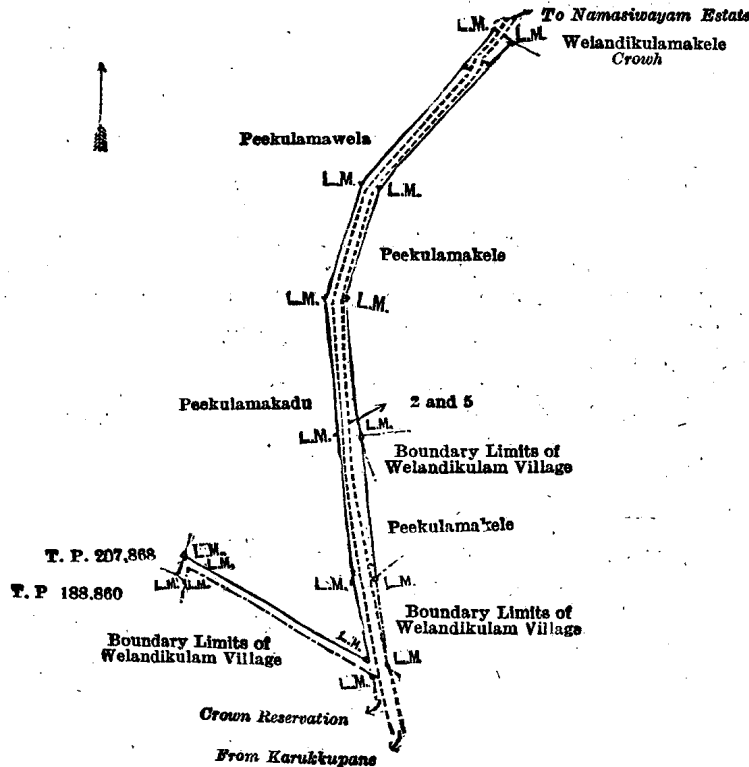 To Namasiwayam Estate
L.M.
L.M.
Welandikulamakele
Crowh
Peekulamawela
L.M.
L.M.
Peekulamakele
L.M.
L.M.
Peekulamakadu
2 and 5
L.M.
L.M.
Boundary Limits of
Welandikulam Village
Peekulamakele
T. P. 207,868
L.M.
L.M.
T. P 188,860
L.M.
L.M.
L.M.
L.M.
Boundary Limits of
Welandikulam Village
Boundary Limits of
Welandikulam Village
L.M.
L.M.
L.M.
Crown Reservation
From Karukkupane